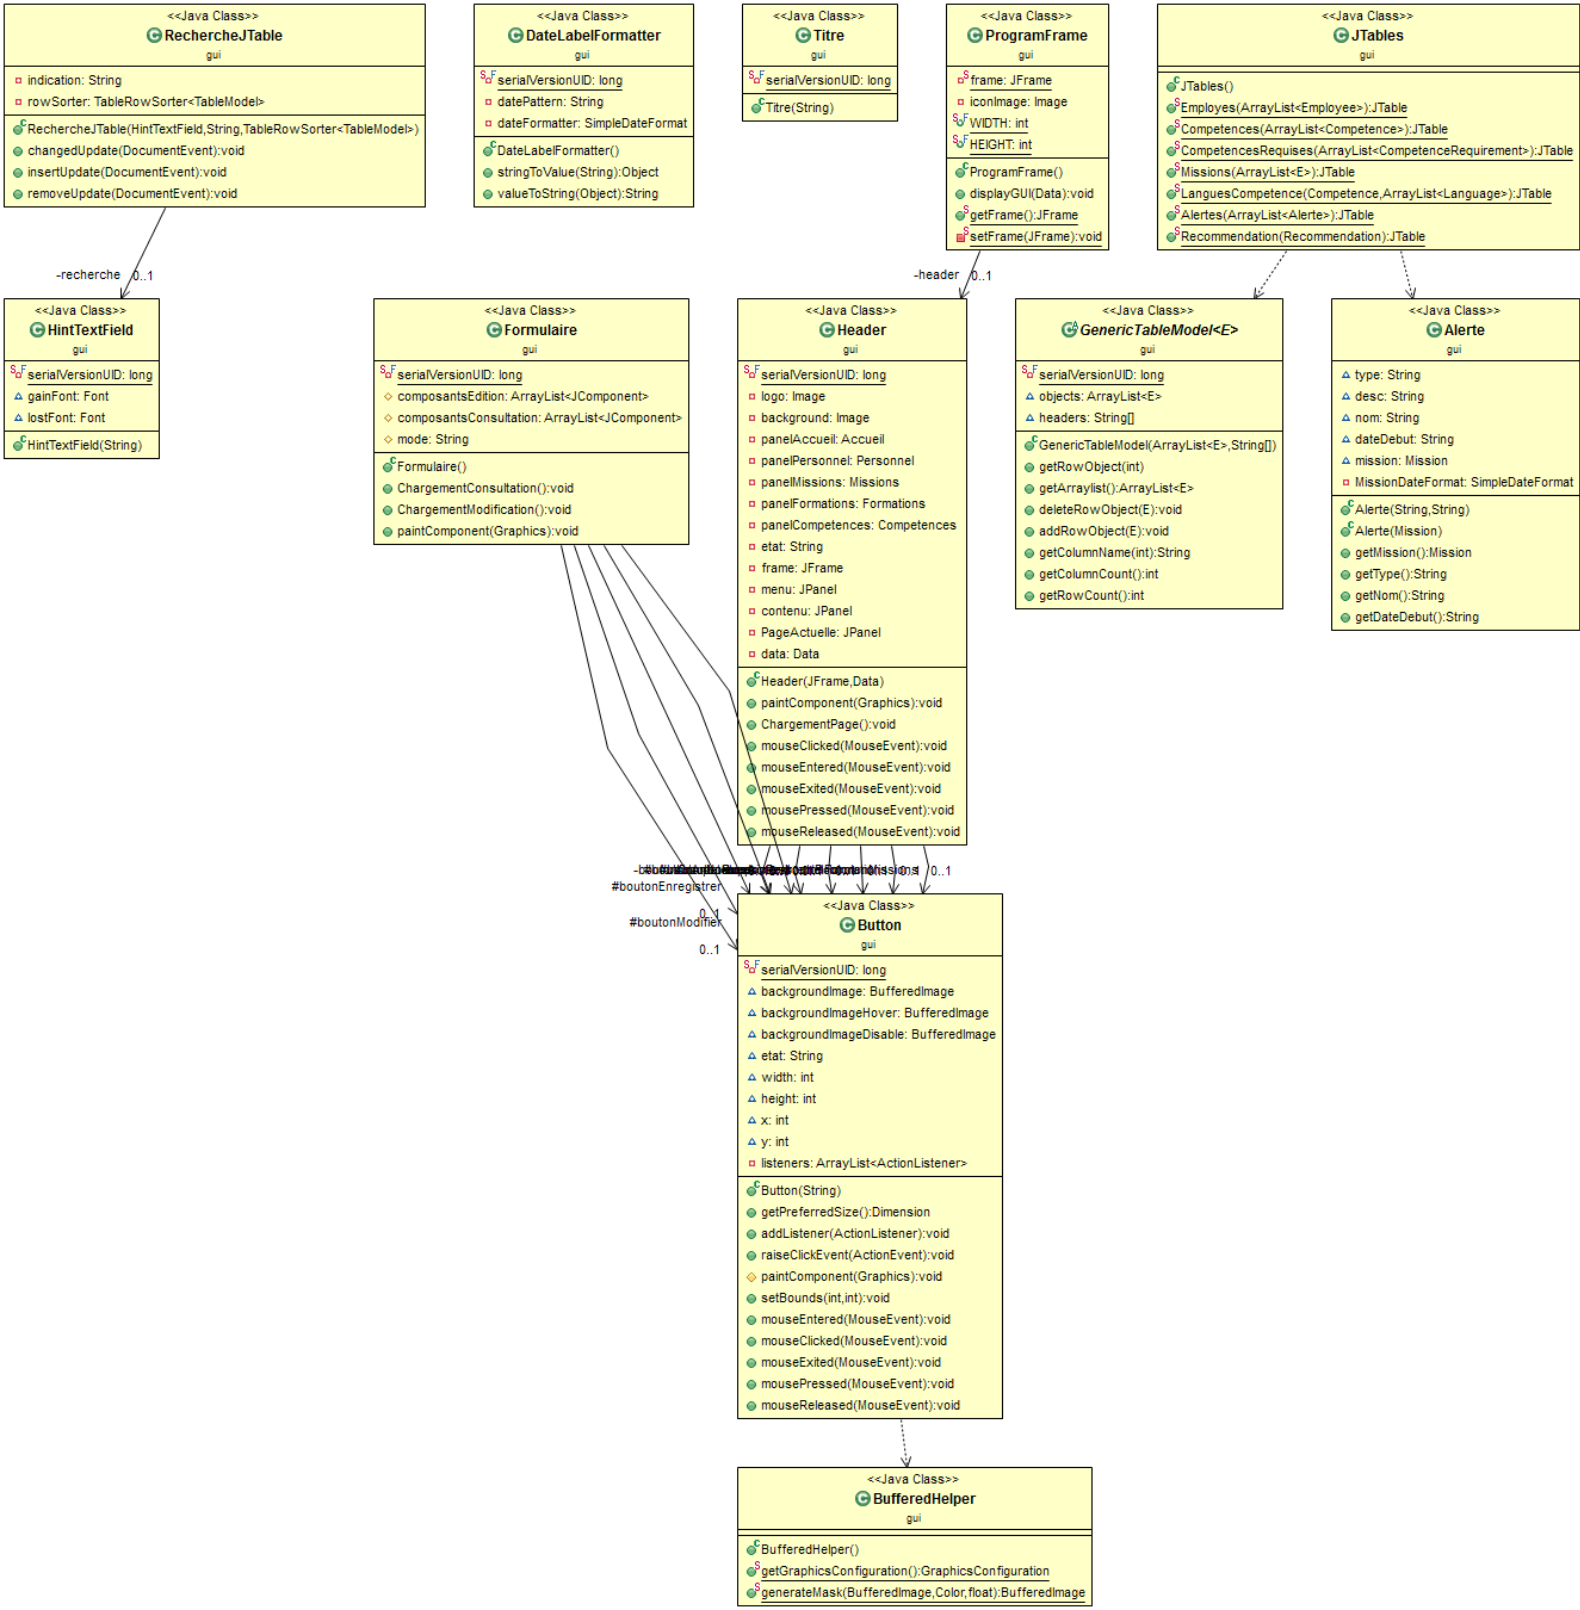 <<Java Class>>
RechercheJTable
gui
indication: String
rowSorter: TableRowSorter<TableModel>
RechercheJTable(HintTextField,String,TableRowSorter<TableModel>)
changedUpdate(DocumentEvent):void
insertUpdate(DocumentEvent):void
removeUpdate(DocumentEvent):void
<<Java Class>>
DateLabelFormatter
gui
serialVersionUID: long
datePattern: String
dateFormatter: SimpleDateFormat
DateLabelFormatter()
stringToValue(String):Object
valueToString(Object):String
<<Java Class>>
Titre
gui
serialVersionUID: long
Titre(String)
<<Java Class>>
ProgramFrame
gui
frame: JFrame
iconImage: Image
WIDTH: int
HEIGHT: int
ProgramFrame()
displayGUI(Data):void
getFrame():JFrame
setFrame(JFrame):void
<<Java Class>>
JTables
gui
JTables()
Employes(ArrayList<Employee>):JTable
Competences(ArrayList<Competence>):JTable
CompetencesRequises(ArrayList<CompetenceRequirement>):JTable
Missions(ArrayList<E>):JTable
LanguesCompetence(Competence,ArrayList<Language>):JTable
Alertes(ArrayList<Alerte>):JTable
Recommendation(Recommendation):JTable
-recherche 0..1
-header 0..1
<<Java Class>>
HintTextField
gui
serialVersionUID: long
gainFont: Font
lostFont: Font
HintTextField(String)
<<Java Class>>
Formulaire
gui
serialVersionUID: long
composantsEdition: ArrayList<JComponent>
composantsConsultation: ArrayList<JComponent>
mode: String
Formulaire()
ChargementConsultation():void
ChargementModification():void
paintComponent(Graphics):void
<<Java Class>>
Header
gui
serialVersionUID: long
logo: Image
background: Image
panelAccueil: Accueil
panelPersonnel: Personnel
panelMissions: Missions
panelFormations: Formations
panelCompetences: Competences
etat: String
frame: JFrame
menu: JPanel
contenu: JPanel
PageActuelle: JPanel
data: Data
Header(JFrame,Data)
paintComponent(Graphics):void
ChargementPage():void
mouseClicked(MouseEvent):void
mouseEntered(MouseEvent):void
mouseExited(MouseEvent):void
mousePressed(MouseEvent):void
mouseReleased(MouseEvent):void
<<Java Class>>
GenericTableModel<E>
gui
serialVersionUID: long
objects: ArrayList<E>
headers: String[]
GenericTableModel(ArrayList<E>,String[])
getRowObject(int)
getArraylist():ArrayList<E>
deleteRowObject(E):void
addRowObject(E):void
getColumnName(int):String
getColumnCount():int
getRowCount():int
<<Java Class>>
Alerte
gui
type: String
desc: String
nom: String
dateDebut: String
mission: Mission
MissionDateFormat: SimpleDateFormat
Alerte(String,String)
Alerte(Mission)
getMission():Mission
getType():String
getNom():String
getDateDebut():String
0..1
#boutonEnregistrer
0..1
#boutonModifier
0..1
<<Java Class>>
Button
gui
serialVersionUID: long
backgroundImage: BufferedImage
backgroundImageHover: BufferedImage
backgroundImageDisable: BufferedImage
etat: String
width: int
height: int
x: int
y: int
listeners: ArrayList<ActionListener>
Button(String)
getPreferredSize():Dimension
addListener(ActionListener):void
raiseClickEvent(ActionEvent):void
paintComponent(Graphics):void
setBounds(int,int):void
mouseEntered(MouseEvent):void
mouseClicked(MouseEvent):void
mouseExited(MouseEvent):void
mousePressed(MouseEvent):void
mouseReleased(MouseEvent):void
<<Java Class>>
BufferedHelper
gui
BufferedHelper()
getGraphicsConfiguration():GraphicsConfiguration
generateMask(BufferedImage,Color,float):BufferedImage